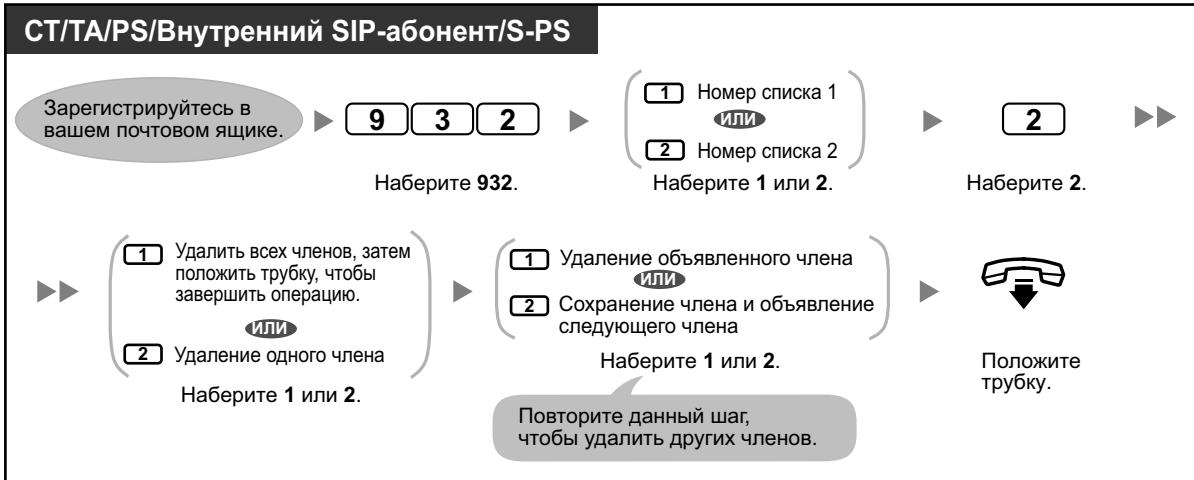 СТ/ТА/PS/Внутренний SIP-абонент/S-PS
Зарегистрируйтесь в
вашем почтовом ящике.
9 3 2
Наберите 932.
1 Номер списка 1
ИЛИ
2 Номер списка 2
Наберите 1 или 2.
2
Наберите 2.
1 Удалить всех членов, затем
положить трубку, чтобы
завершить операцию.
ИЛИ
2 Удаление одного члена
Наберите 1 или 2.
1 Удаление объявленного члена
ИЛИ
2 Сохранение члена и объявление
следующего члена
Наберите 1 или 2.
Повторите данный шаг,
чтобы удалить других членов.
Положите
трубку.